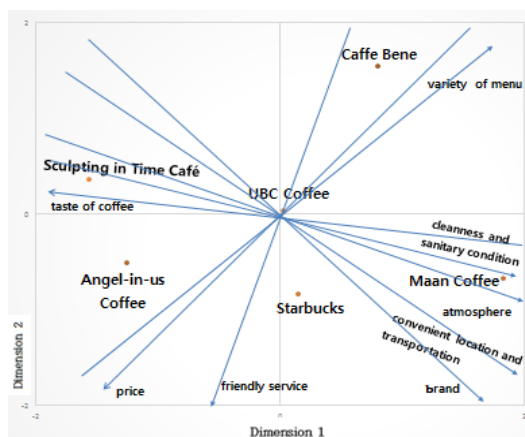 2
Caffe Bene
variety of menu
Sculpting in Time Café
UBC Coffee
taste of coffee
0
cleanness and
sanitary condition
Angel-in-us
Coffee
Maan Coffee
Starbucks
atmosphere
convenient location and
transportation
price
friendly service
brand
Dimension 2
-2
-2
0
2
Dimension 1